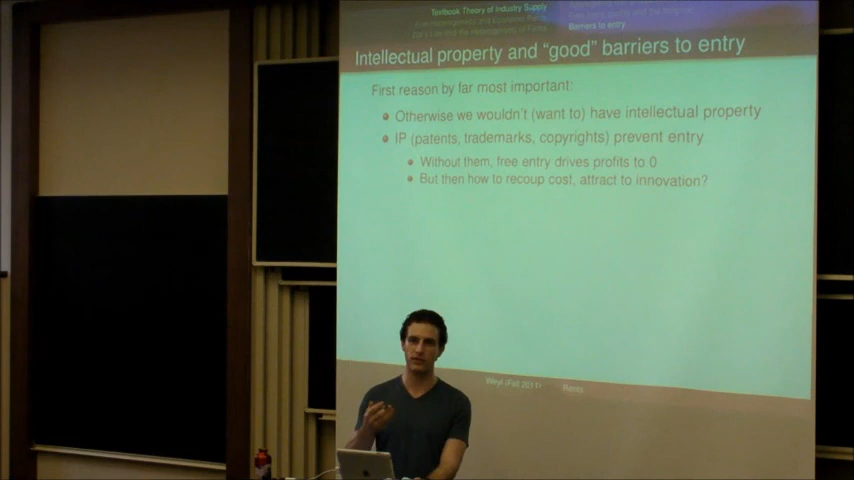 Textbook Theory of Industry Supply
Barriers to entry
Intellectual property and “good” barriers to entry
First reason by far most important:
Otherwise we wouldn't (want to) have intellectual property
IP (patents, trademarks, copyrights) prevent entry
Without them, free entry drives profits to 0
But then how to recoup cost, attract to innovation?
Weyl (Fall 2011)
Rents